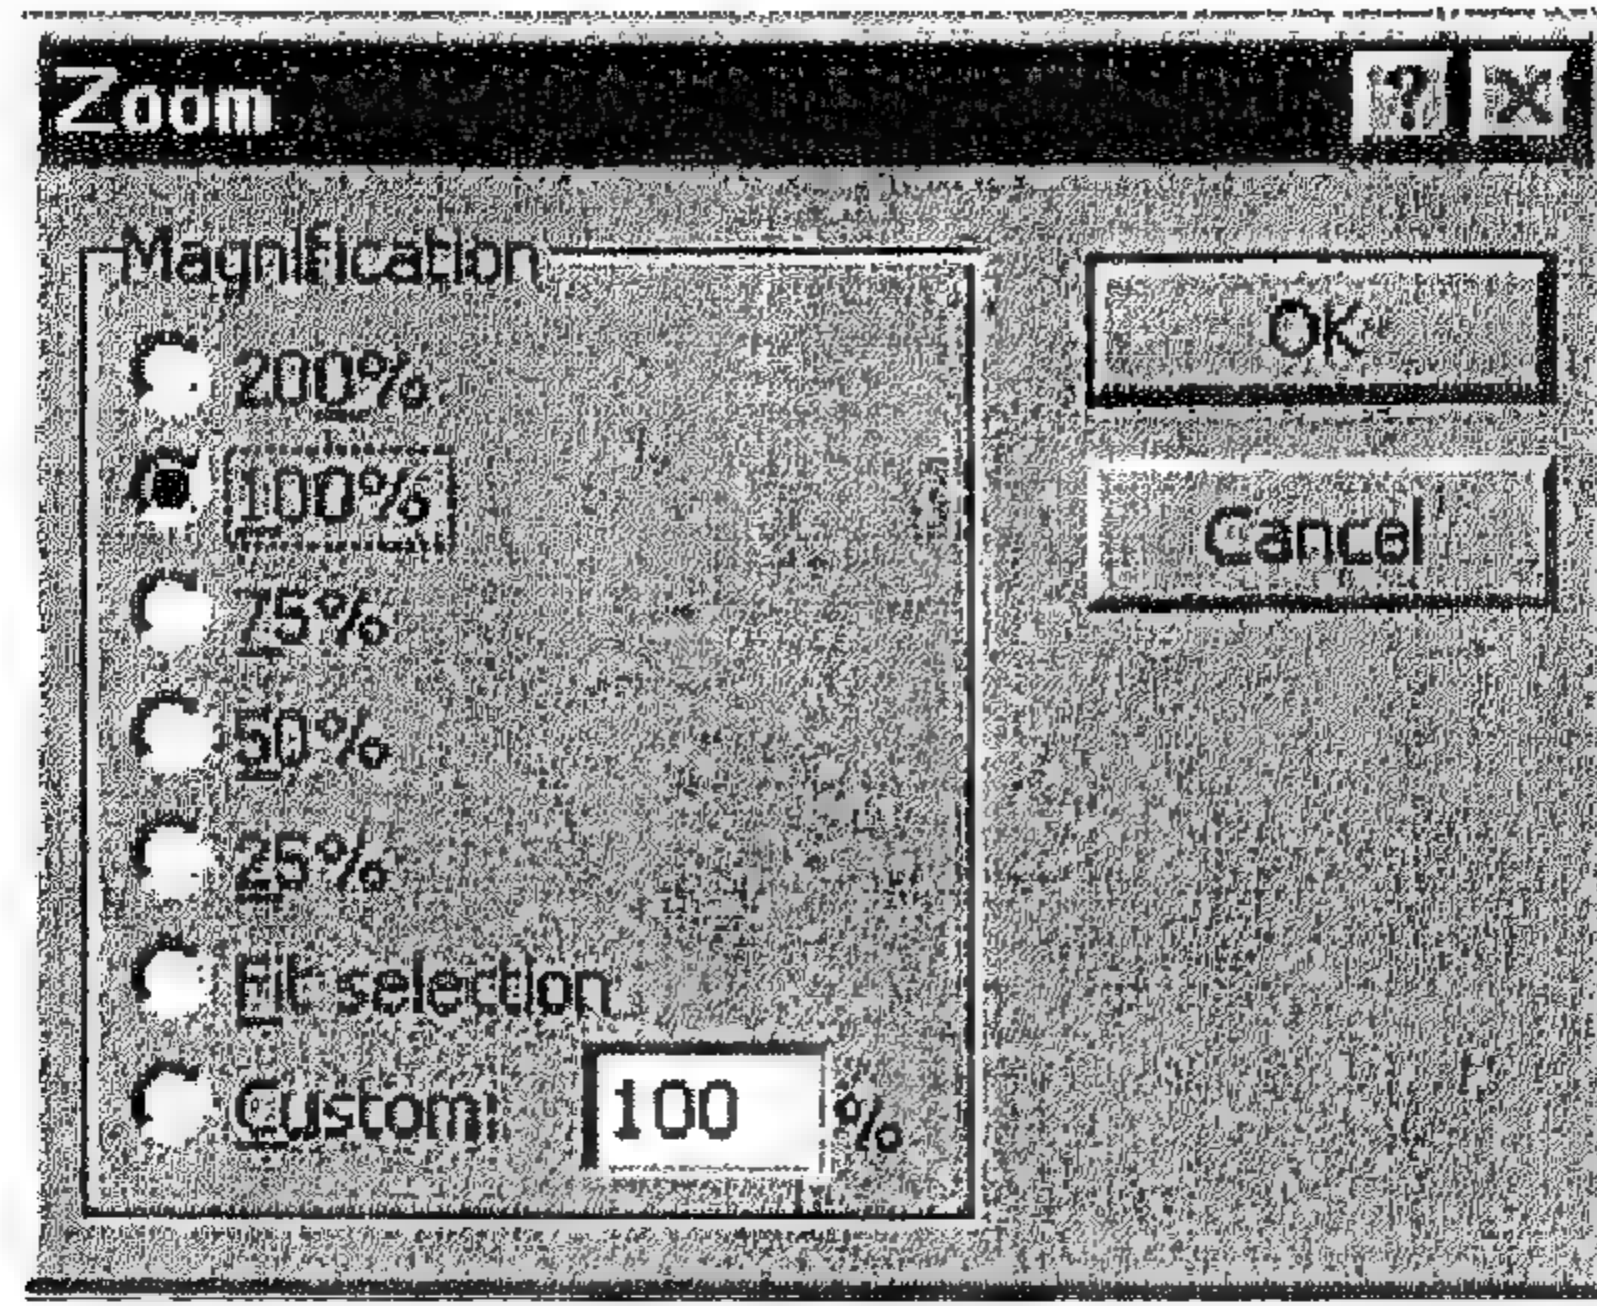 Zoom ? X
Magnification
200%
100%
75%
50%
25%
Fit selection
Custom: 100 %
OK
Cancel